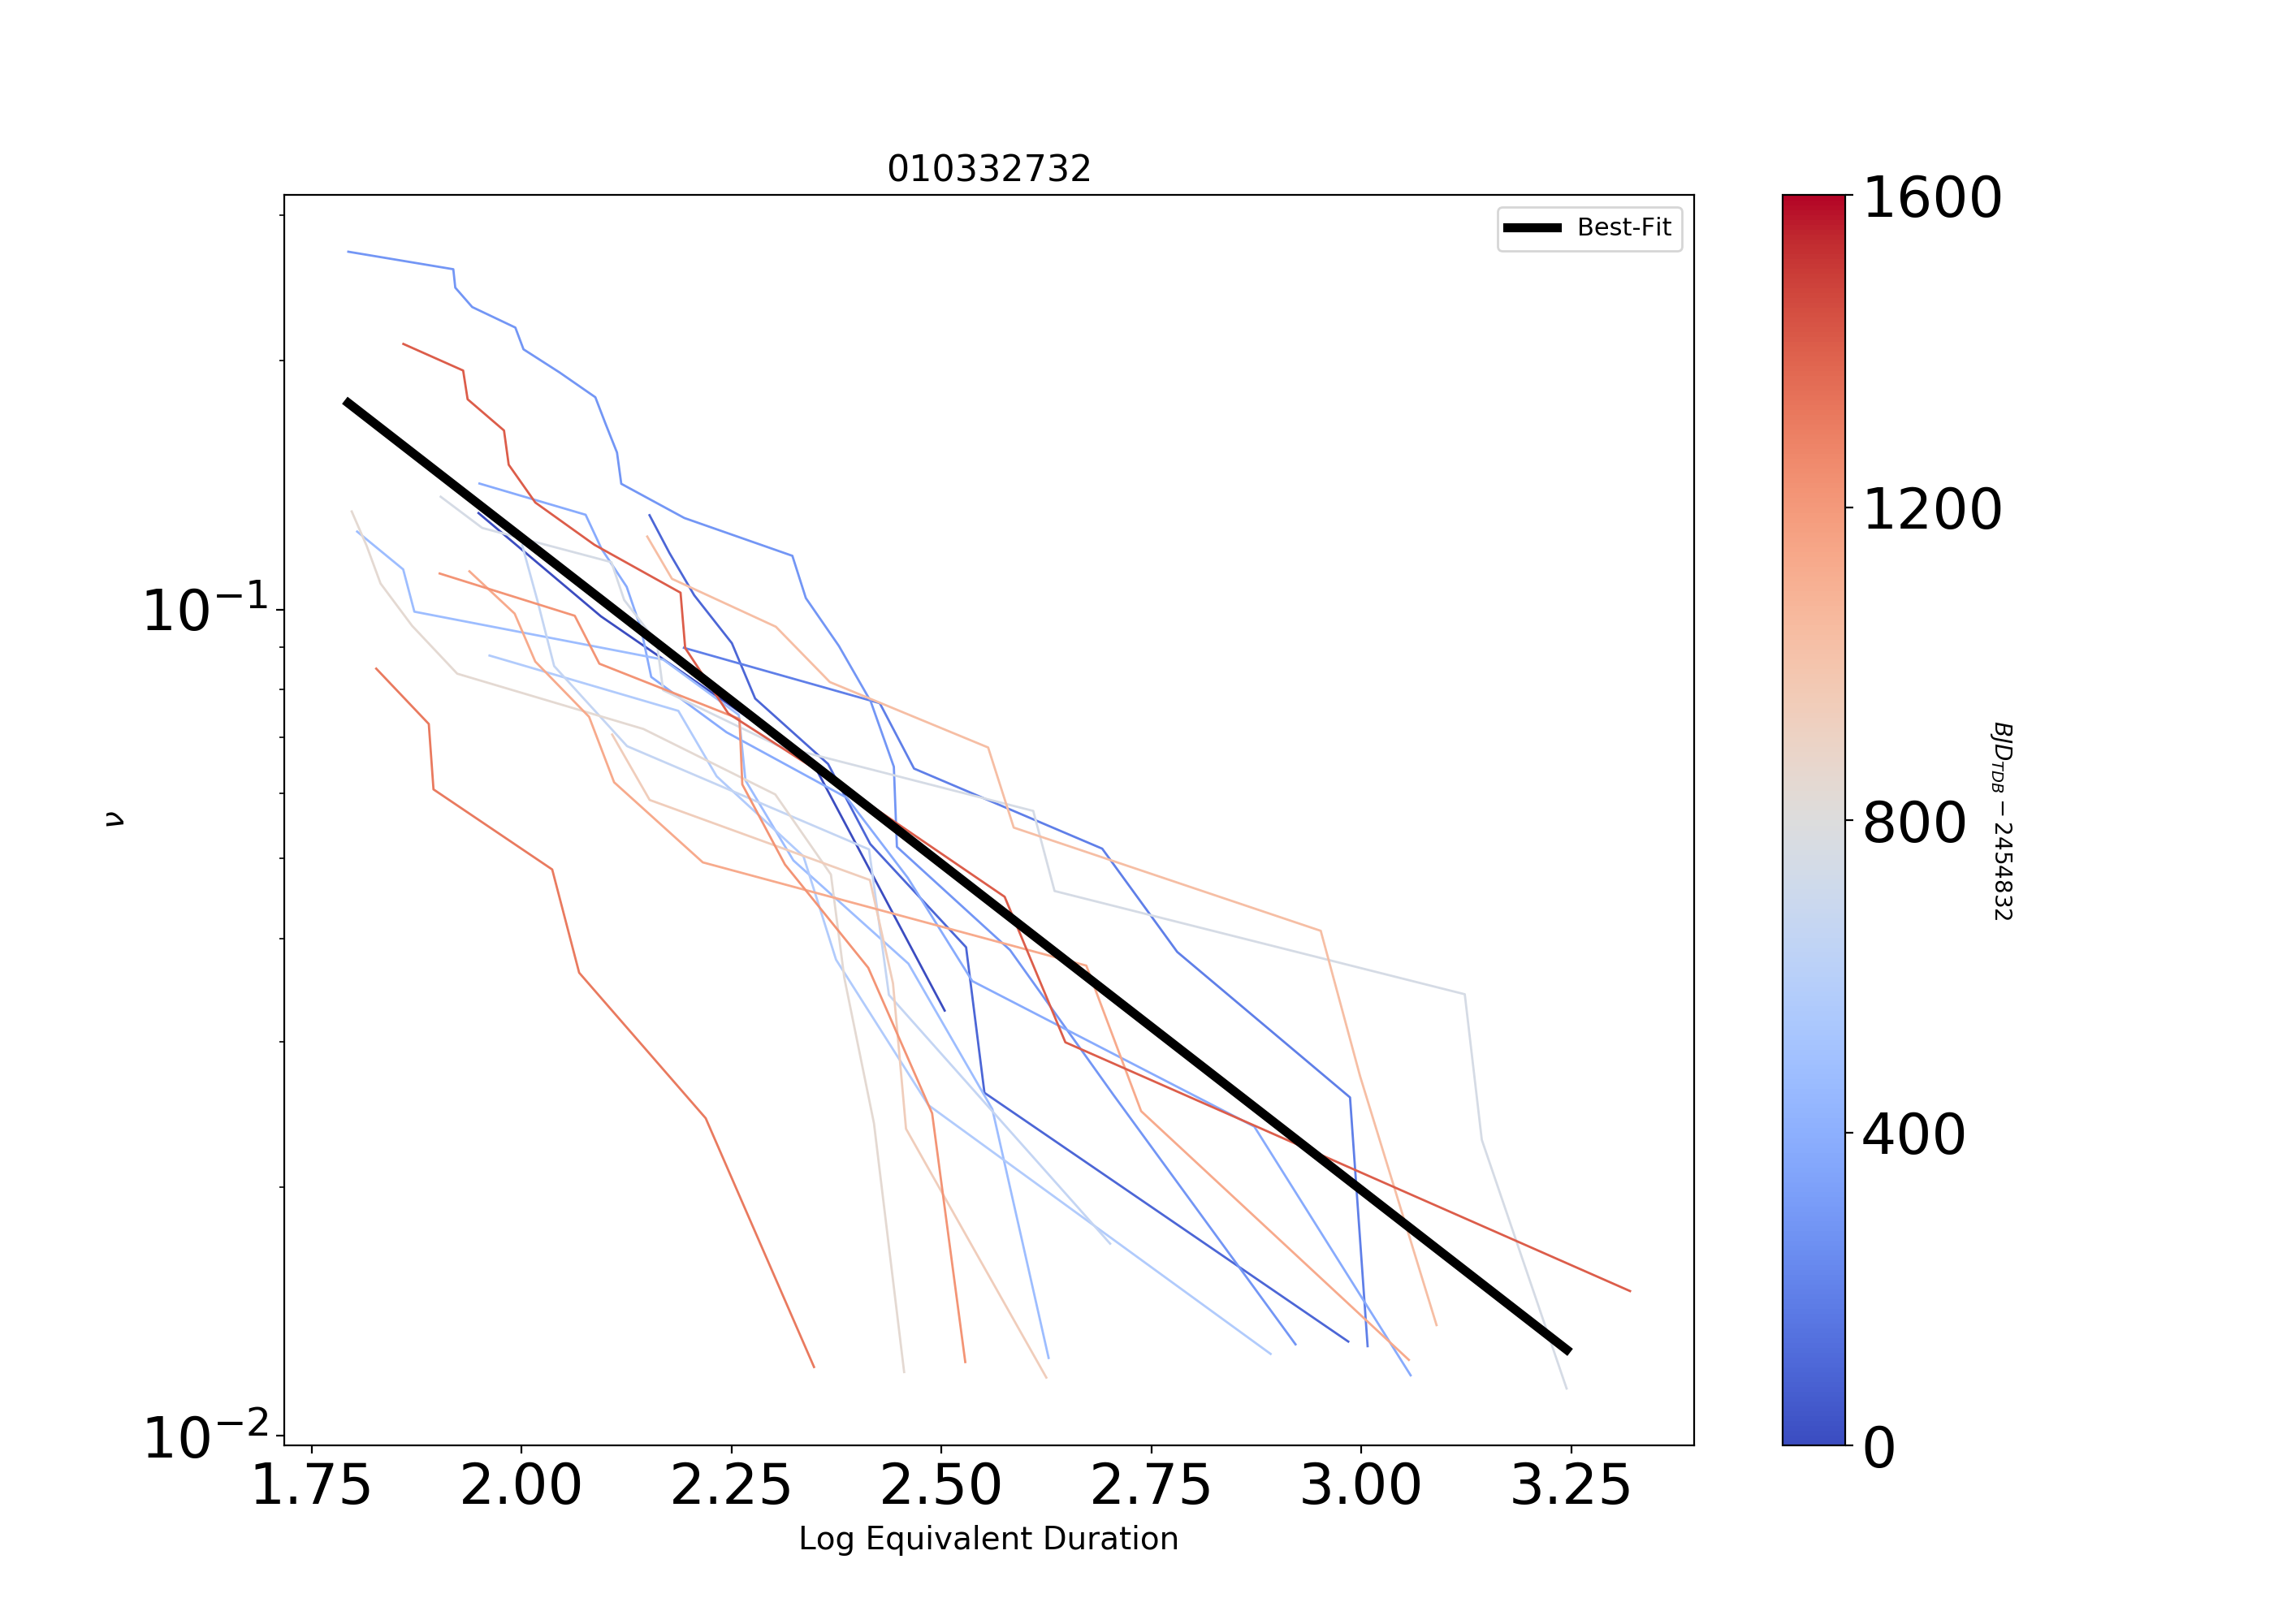 010332732
Best-Fit
10⁻¹
10⁻²
ν
1.75 2.00 2.25 2.50 2.75 3.00 3.25
Log Equivalent Duration
1600
1200
800
400
0
BJD_TDB − 2454832